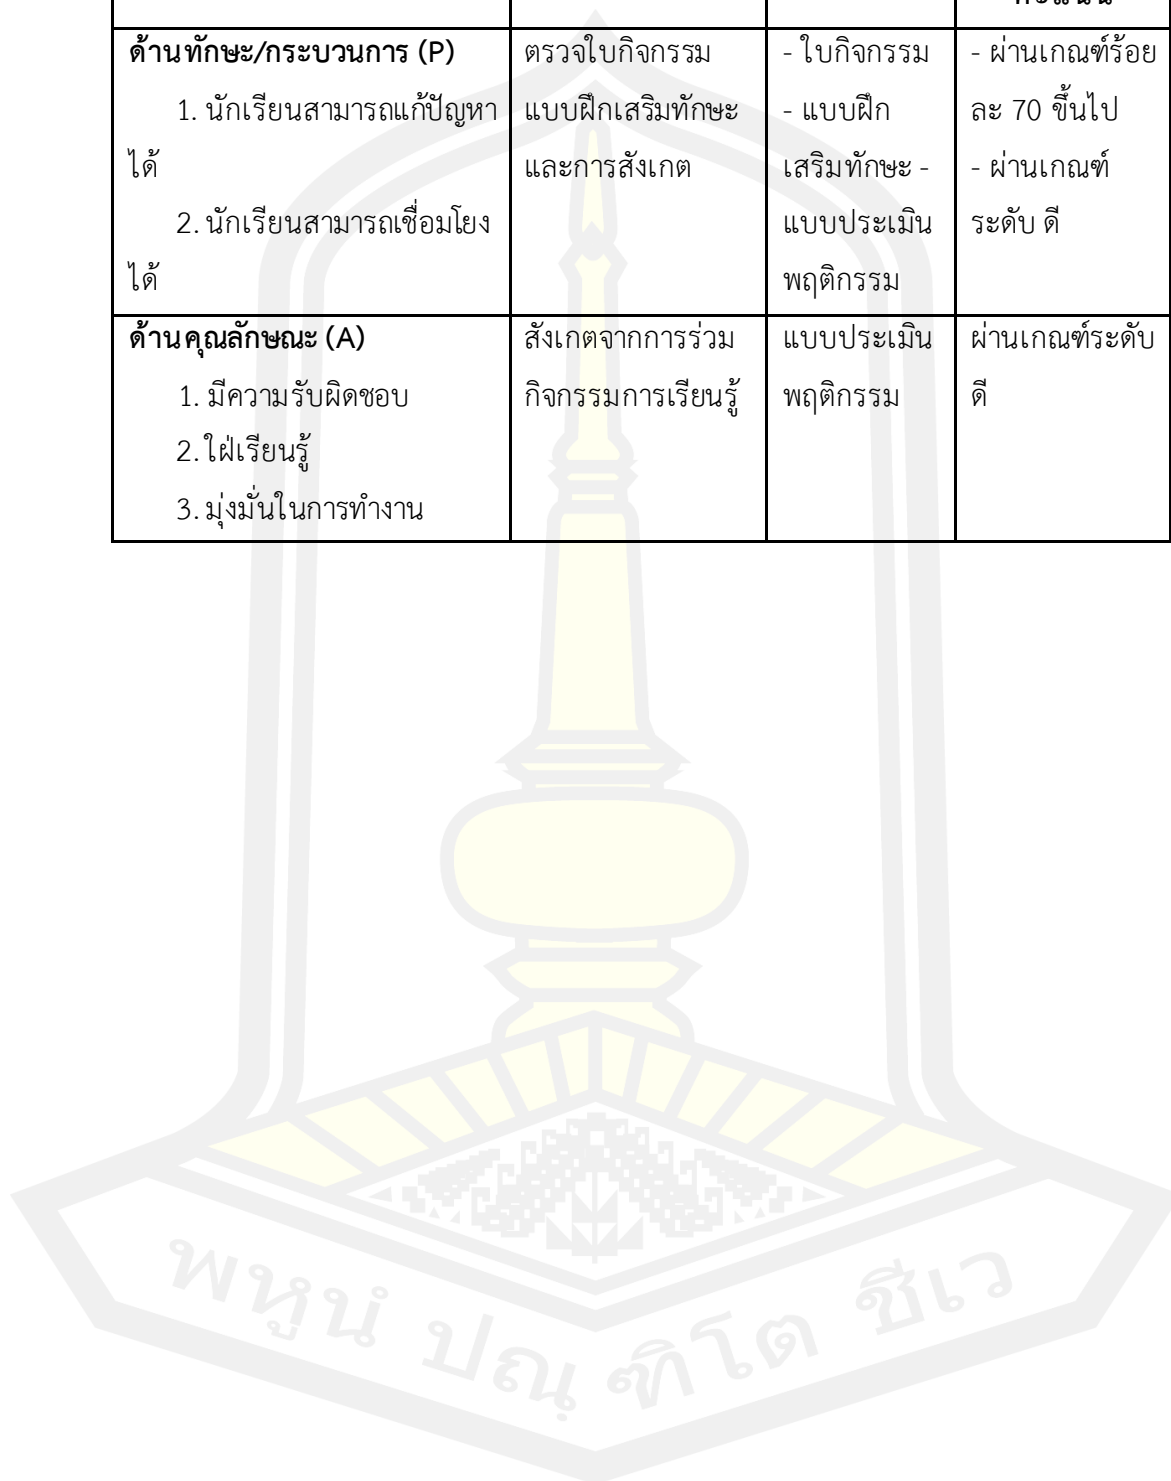 ด้านทักษะ/กระบวนการ (P)
1. นักเรียนสามารถแก้ปัญหา
ได้
2. นักเรียนสามารถเชื่อมโยง
ได้
ตรวจใบกิจกรรม
แบบฝึกเสริมทักษะ
และการสังเกต
- ใบกิจกรรม
- แบบฝึก
เสริมทักษะ -
แบบประเมิน
พฤติกรรม
- ผ่านเกณฑ์ร้อย
ละ 70 ขึ้นไป
- ผ่านเกณฑ์
ระดับ ดี
ด้านคุณลักษณะ (A)
1. มีความรับผิดชอบ
2. ใฝ่เรียนรู้
3. มุ่งมั่นในการทำงาน
สังเกตจากการร่วม
กิจกรรมการเรียนรู้
แบบประเมิน
พฤติกรรม
ผ่านเกณฑ์ระดับ
ดี
พหูนํ ปณฺฑิโต ชีเว